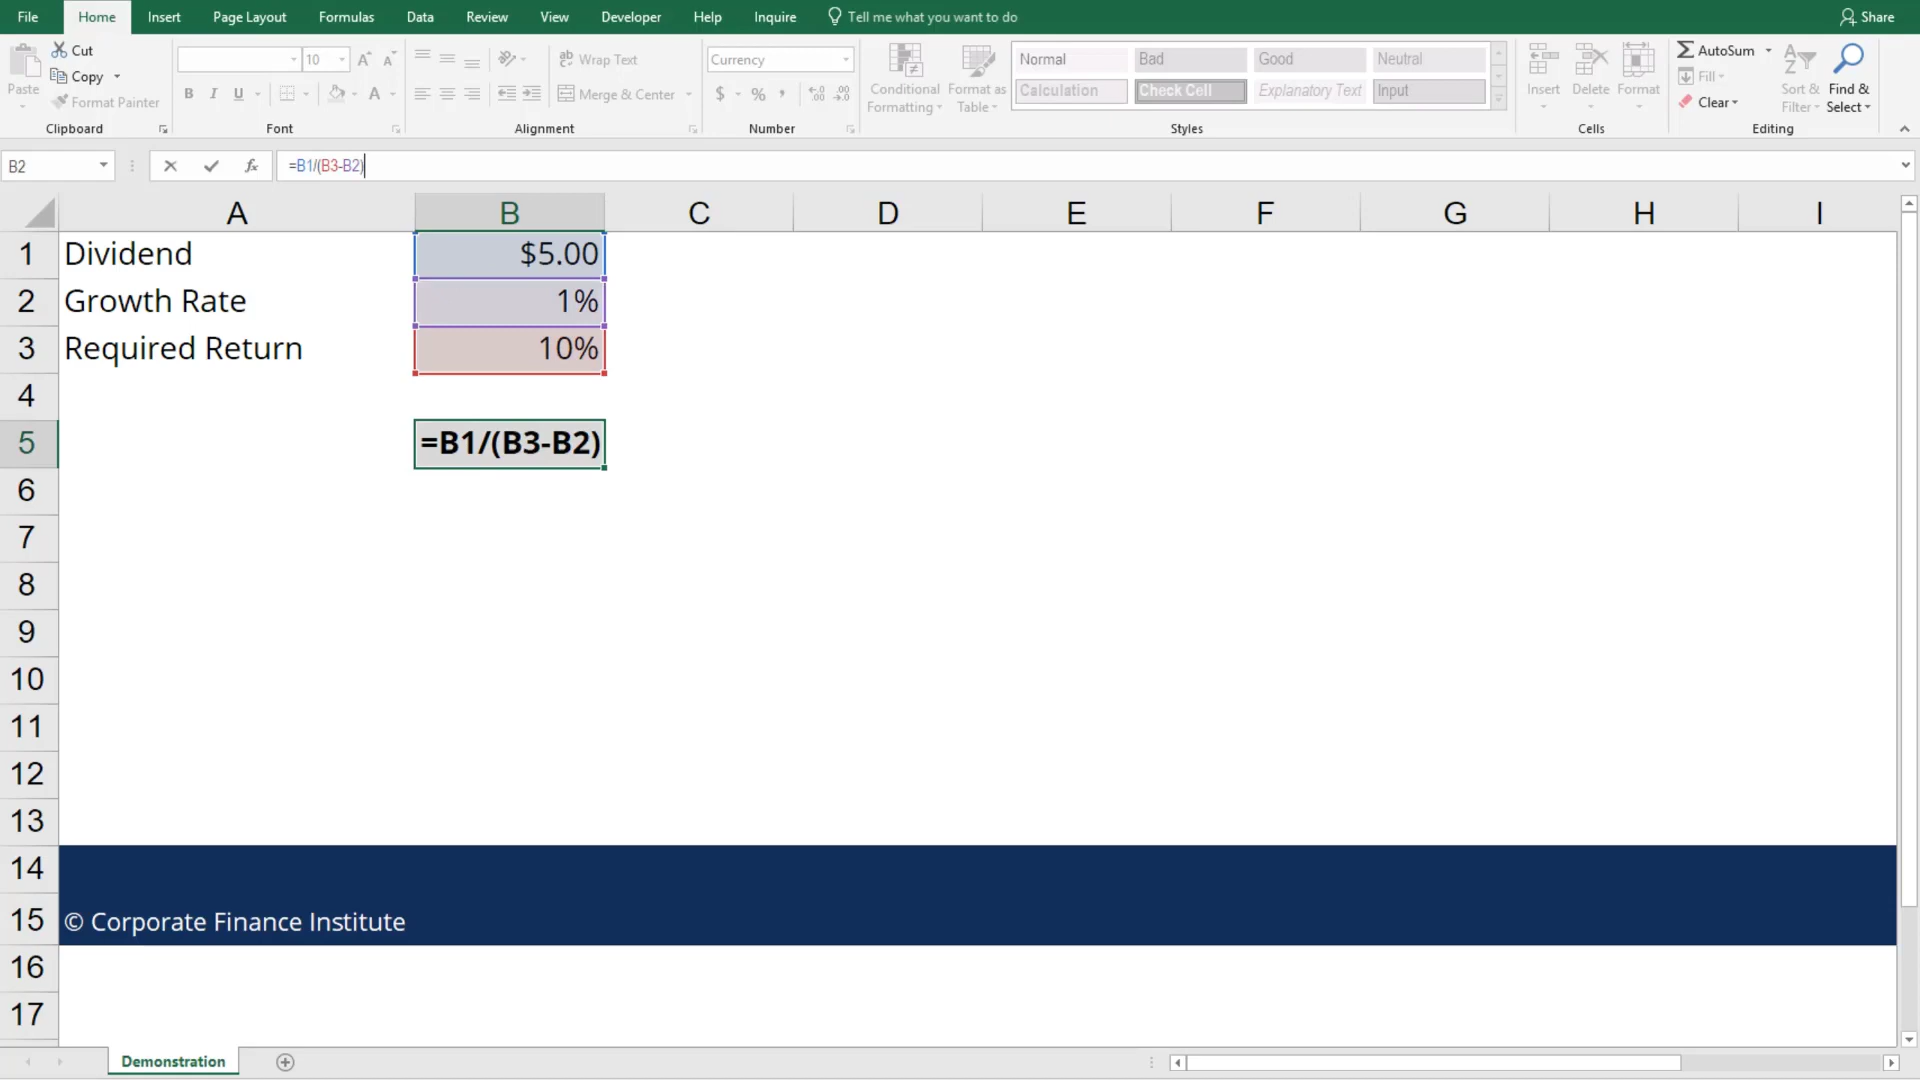 File Home Insert Page Layout Formulas Data Review View Developer Help Inquire Tell me what you want to do Share
Paste
Cut
Copy
Format Painter
Clipboard
10
B I U
Font
Wrap Text
Merge & Center
Alignment
Currency
$ % ,
Number
Conditional Formatting
Format as Table
Normal Bad Good Neutral
Calculation Check Cell Explanatory Text Input
Styles
Insert Delete Format
Cells
AutoSum
Fill
Clear
Sort & Filter
Find & Select
Editing
B2 fx =B1/(B3-B2)
A B C D E F G H I
1 Dividend $5.00
2 Growth Rate 1%
3 Required Return 10%
4
5 =B1/(B3-B2)
6
7
8
9
10
11
12
13
14
15 © Corporate Finance Institute
16
17
Demonstration